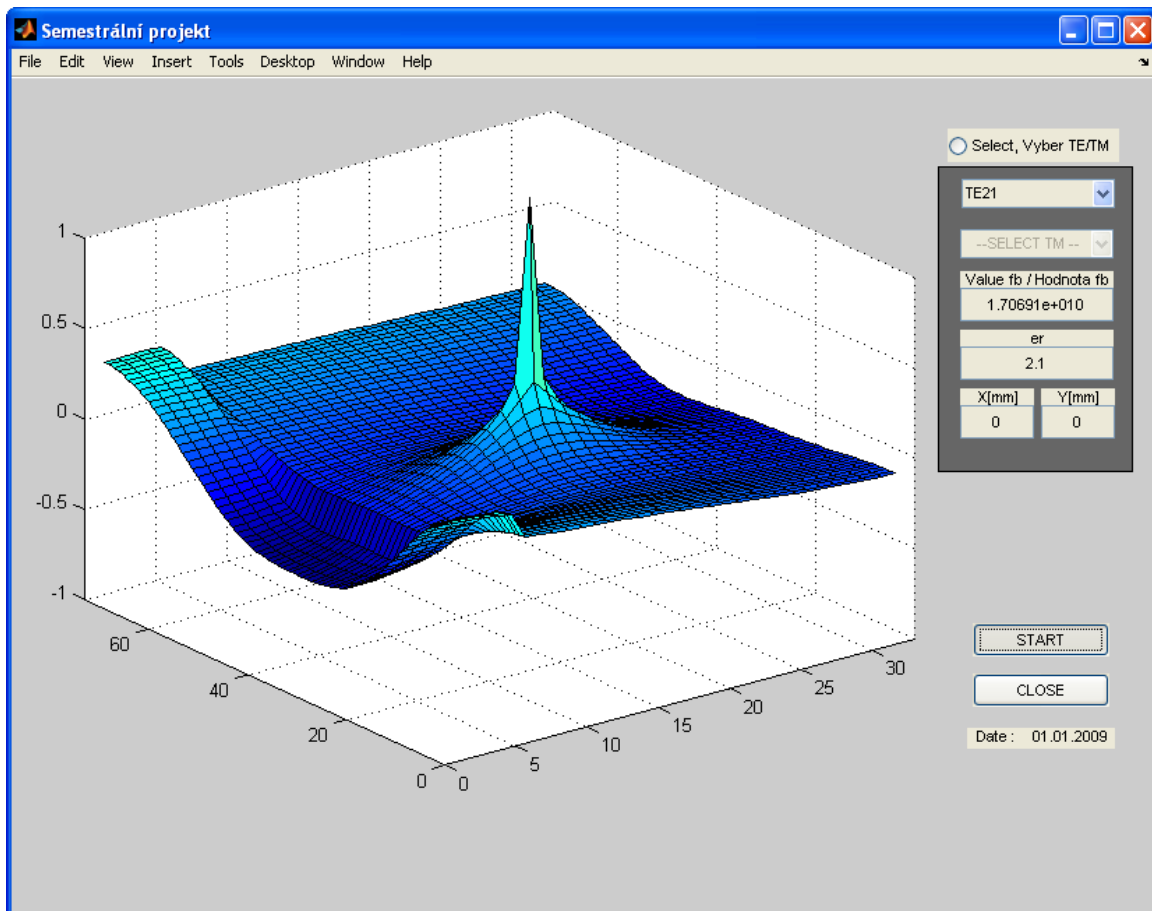 Semestrální projekt
File Edit View Insert Tools Desktop Window Help
Select, Vyber TE/TM
TE21
--SELECT TM --
Value fb / Hodnota fb
1.70691e+010
er
2.1
X[mm] Y[mm]
0 0
1
0.5
0
-0.5
-1
60
40
20
0
0
5
10
15
20
25
30
START
CLOSE
Date : 01.01.2009